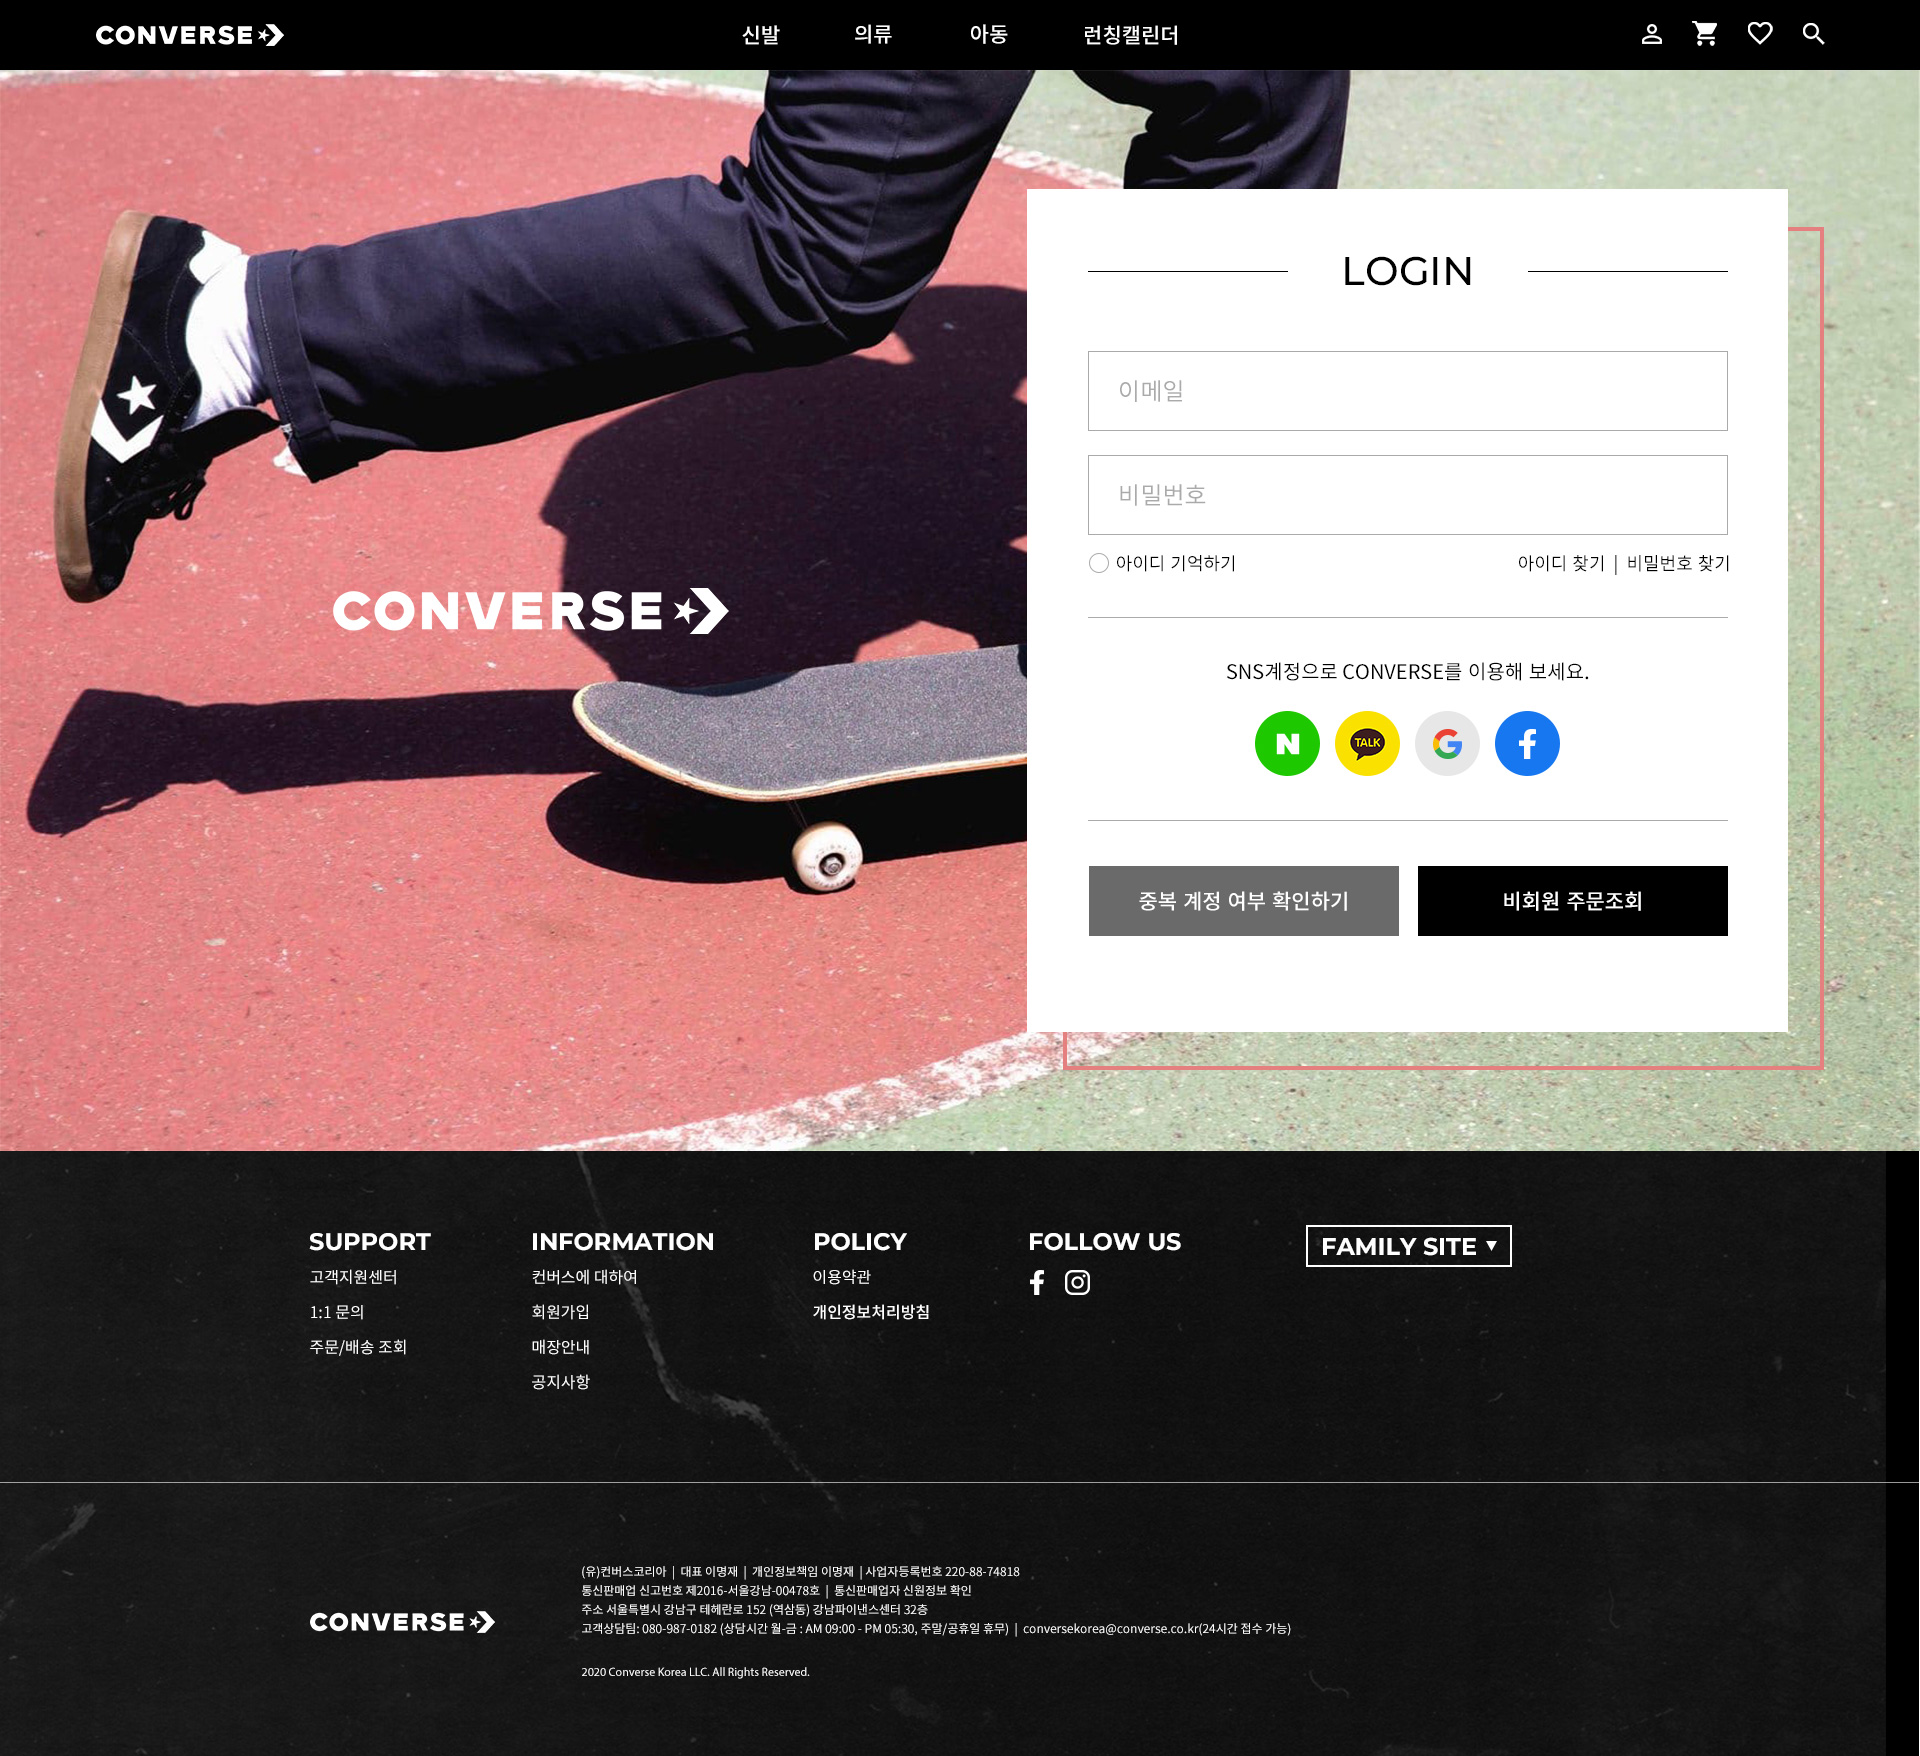 CONVERSE
신발 의류 아동 런칭캘린더
LOGIN
이메일
비밀번호
아이디 기억하기 아이디 찾기 | 비밀번호 찾기
CONVERSE
SNS계정으로 CONVERSE를 이용해 보세요.
N TALK G f
중복 계정 여부 확인하기 비회원 주문조회
SUPPORT
고객지원센터
1:1 문의
주문/배송 조회
INFORMATION
컨버스에 대하여
회원가입
매장안내
공지사항
POLICY
이용약관
개인정보처리방침
FOLLOW US
FAMILY SITE ▼
CONVERSE
(유)컨버스코리아 | 대표 이명재 | 개인정보책임 이명재 | 사업자등록번호 220-88-74818
통신판매업 신고번호 제2016-서울강남-00478호 | 통신판매업자 신원정보 확인
주소 서울특별시 강남구 테헤란로 152 (역삼동) 강남파이낸스센터 32층
고객상담팀: 080-987-0182 (상담시간 월-금 : AM 09:00 - PM 05:30, 주말/공휴일 휴무) | conversekorea@converse.co.kr(24시간 접수 가능)
2020 Converse Korea LLC. All Rights Reserved.